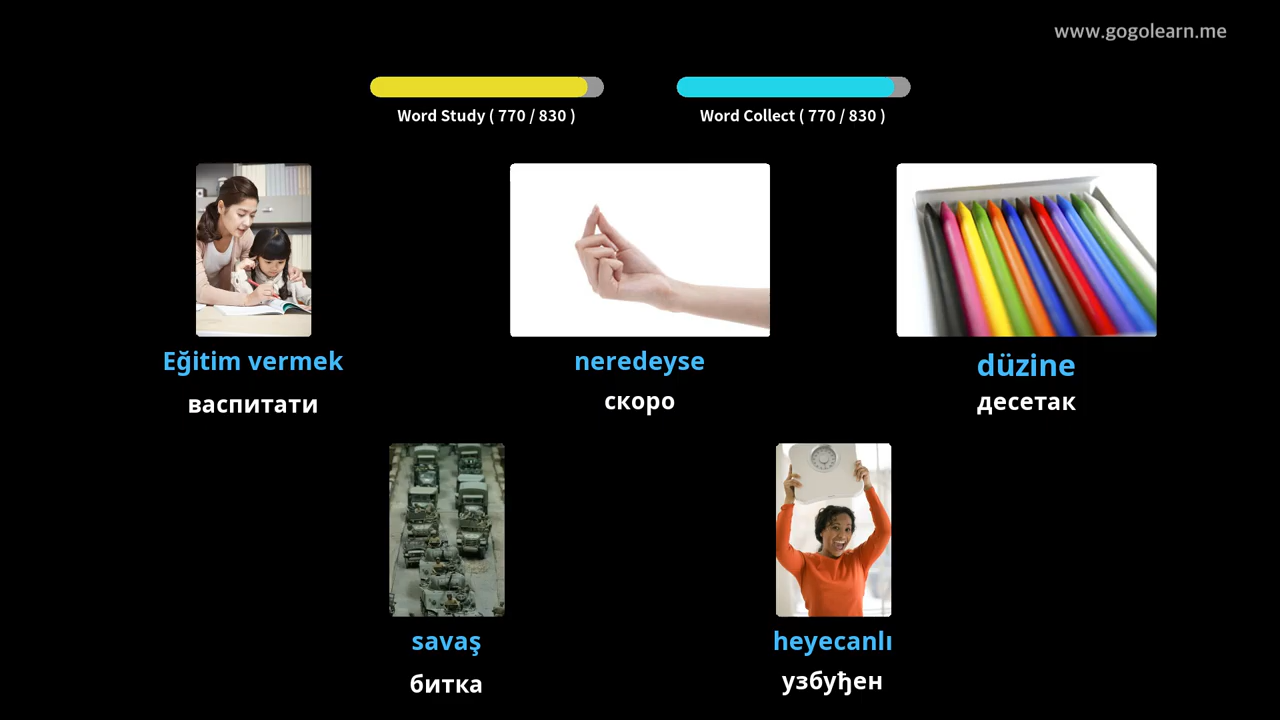 www.gogolearn.me
Word Study ( 770 / 830 )
Word Collect ( 770 / 830 )
Eğitim vermek
neredeyse
düzine
васпитати
скоро
десетак
savaş
heyecanlı
битка
узбуђен